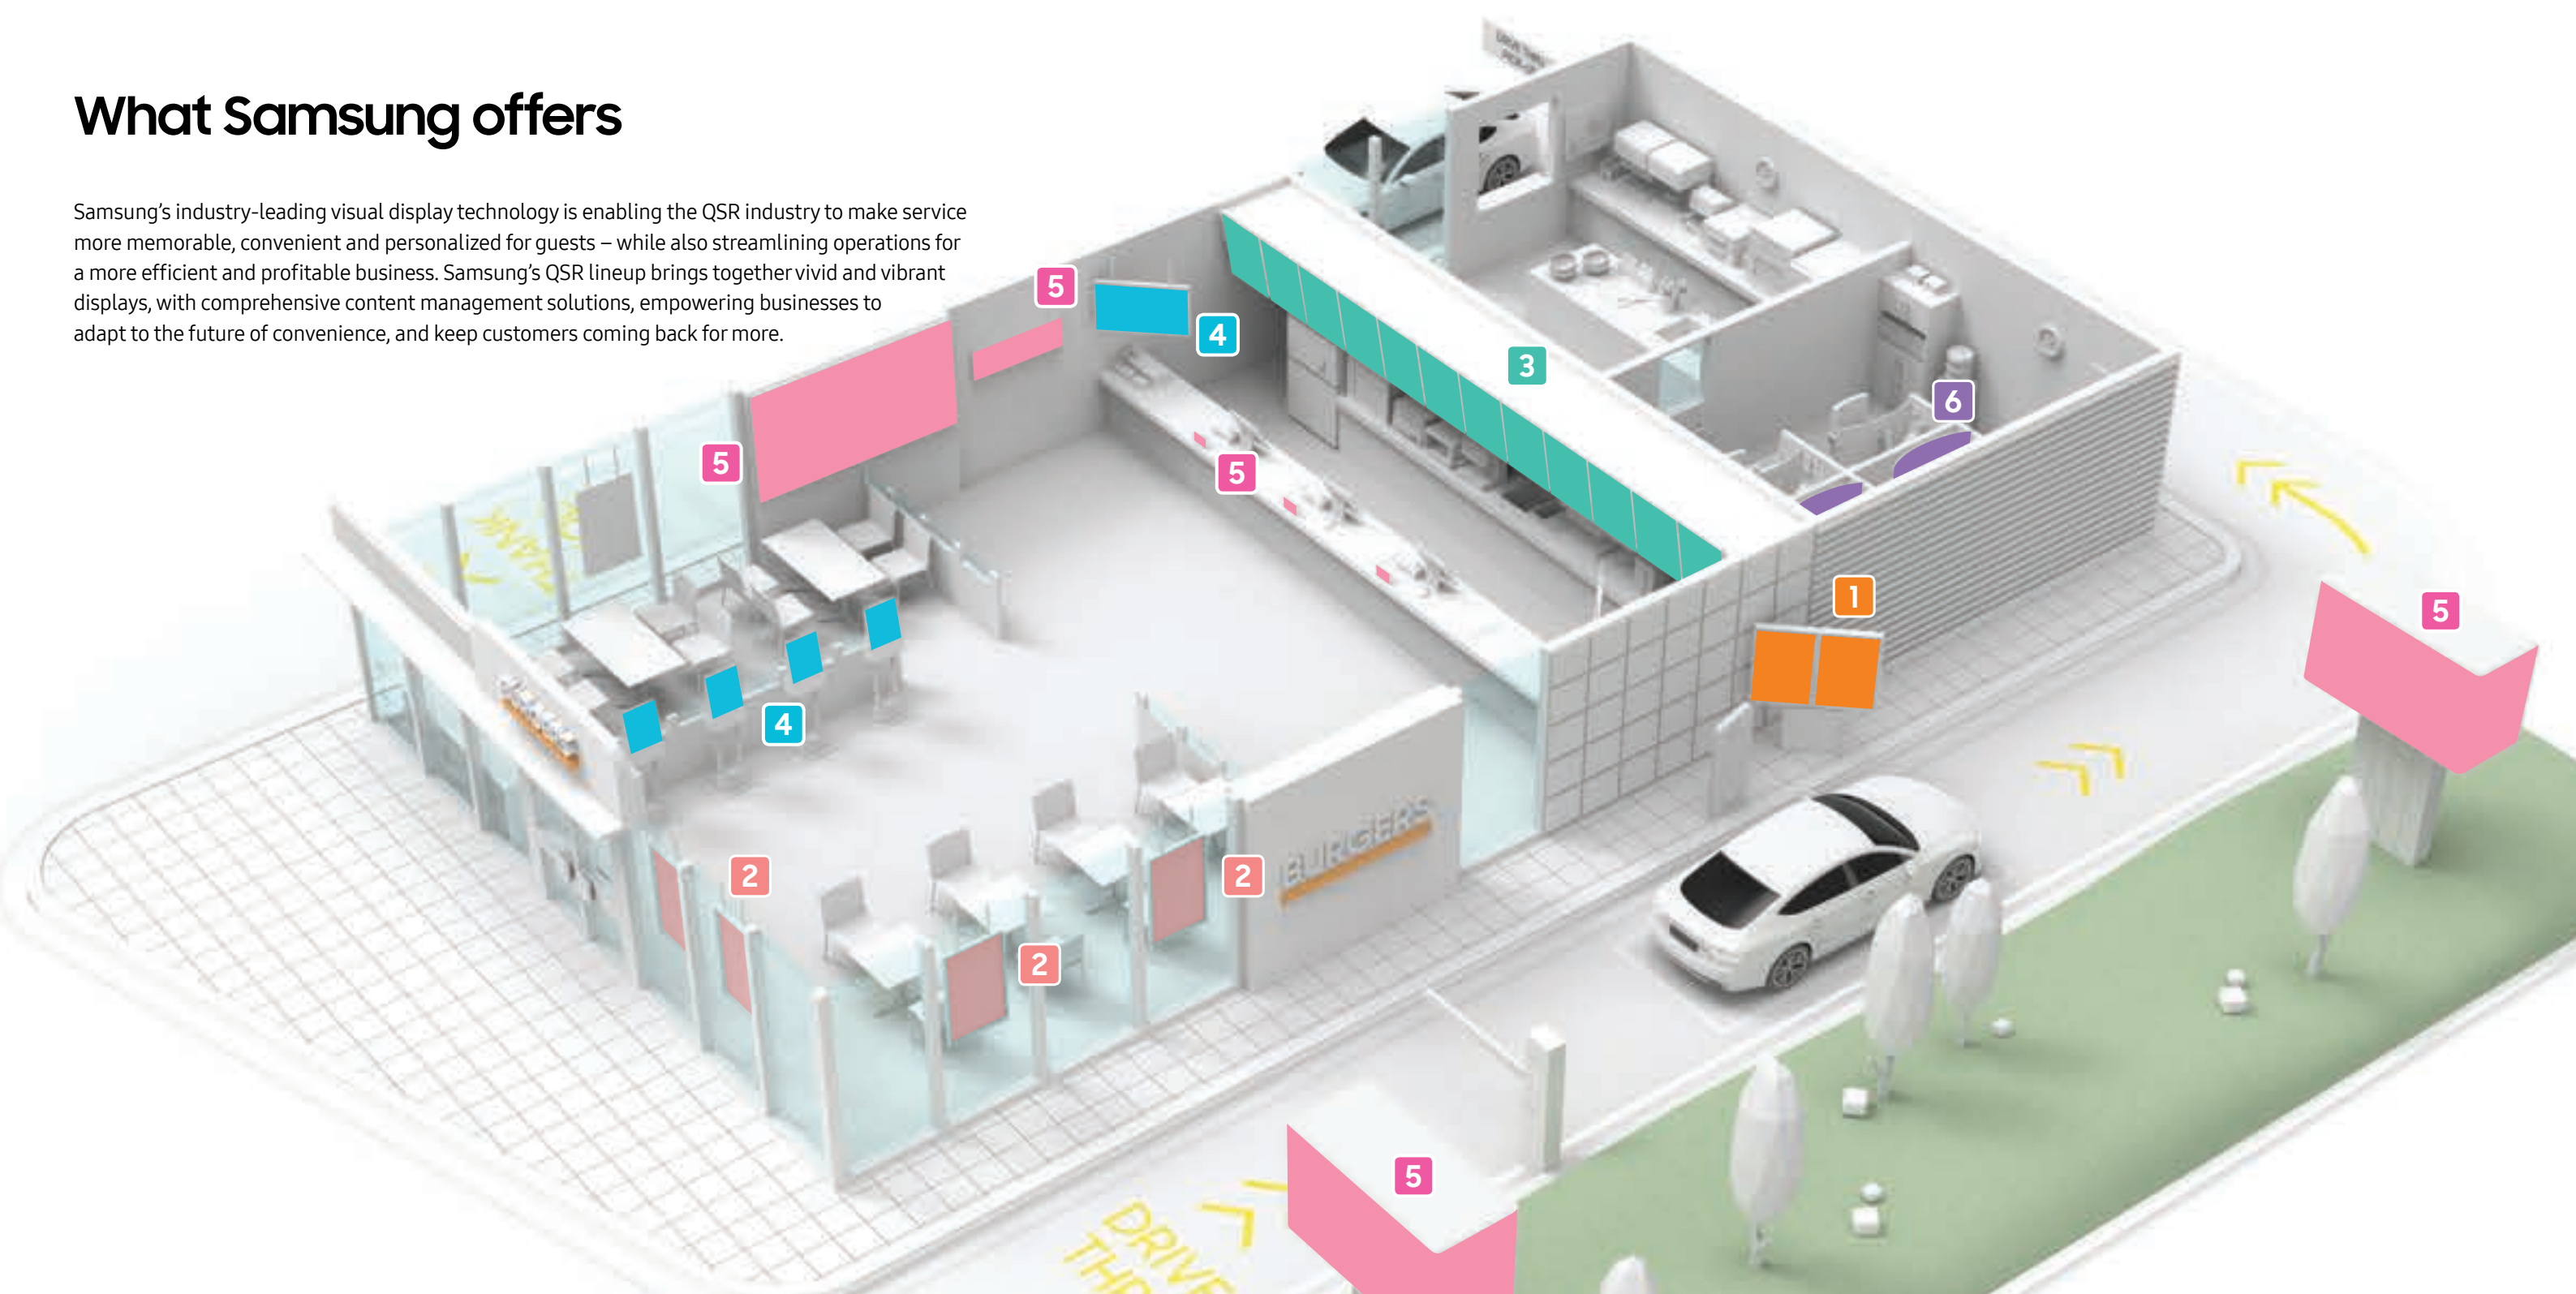 What Samsung offers
Samsung’s industry-leading visual display technology is enabling the QSR industry to make service
more memorable, convenient and personalized for guests – while also streamlining operations for
a more efficient and profitable business. Samsung’s QSR lineup brings together vivid and vibrant
displays, with comprehensive content management solutions, empowering businesses to
adapt to the future of convenience, and keep customers coming back for more.
5
4
3
6
5
5
1
5
4
2
2
BURGERS
2
5
DRIVE
THR